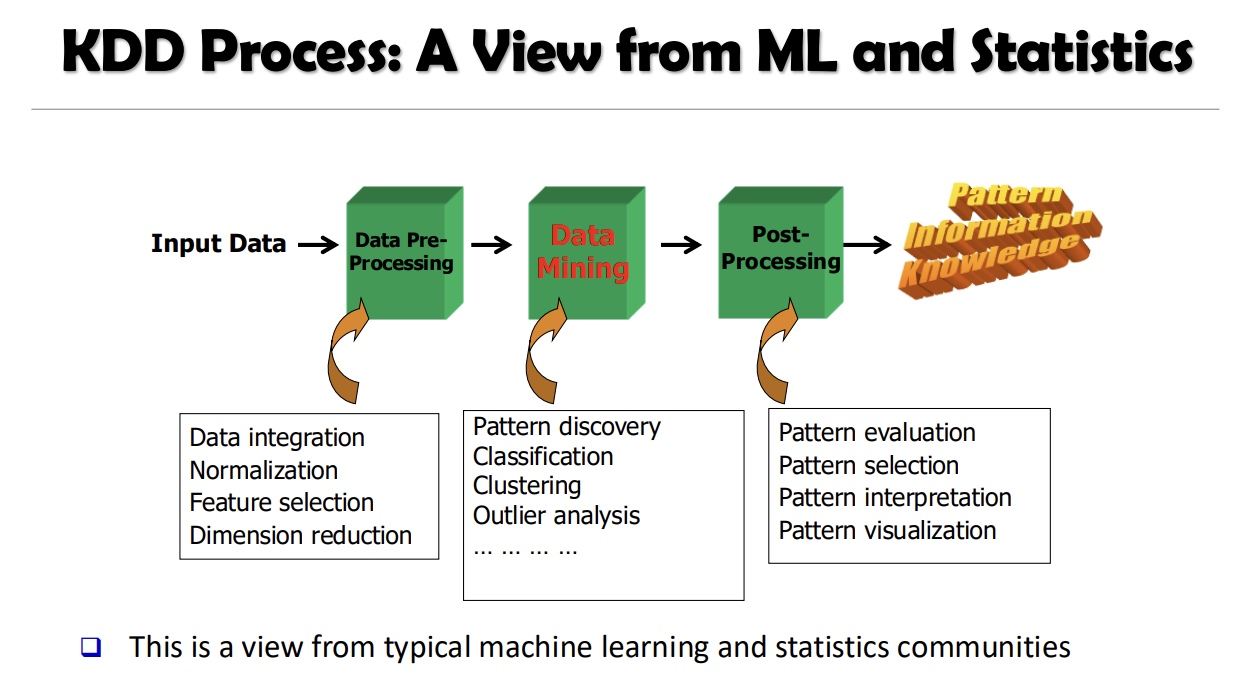 KDD Process: A View from ML and Statistics
Input Data
Data Pre-
Processing
Data
Mining
Post-
Processing
Pattern
Information
Knowledge
Data integration
Normalization
Feature selection
Dimension reduction
Pattern discovery
Classification
Clustering
Outlier analysis
… … … …
Pattern evaluation
Pattern selection
Pattern interpretation
Pattern visualization
This is a view from typical machine learning and statistics communities